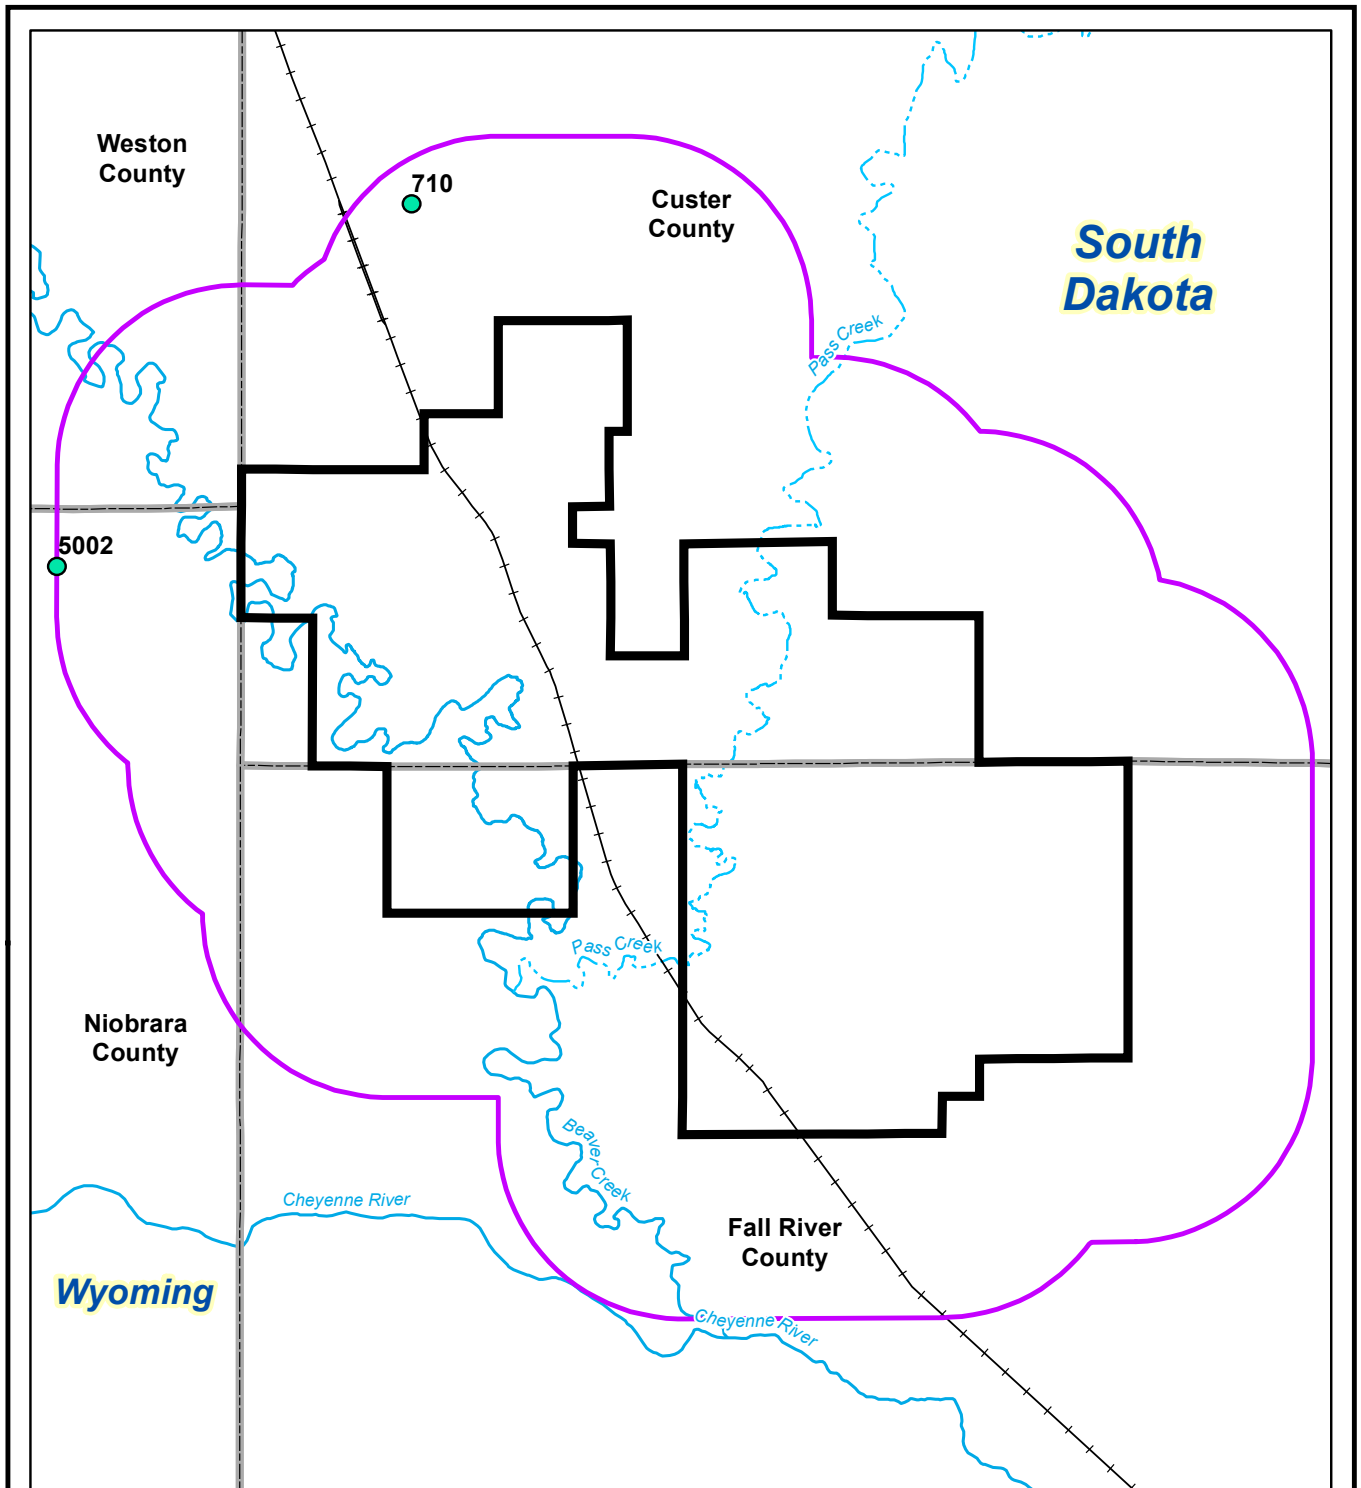 Weston
County
710
Custer
County
South
Dakota
Pass Creek
5002
Pass Creek
Niobrara
County
Beaver Creek
Cheyenne River
Fall River
County
Wyoming
Cheyenne River